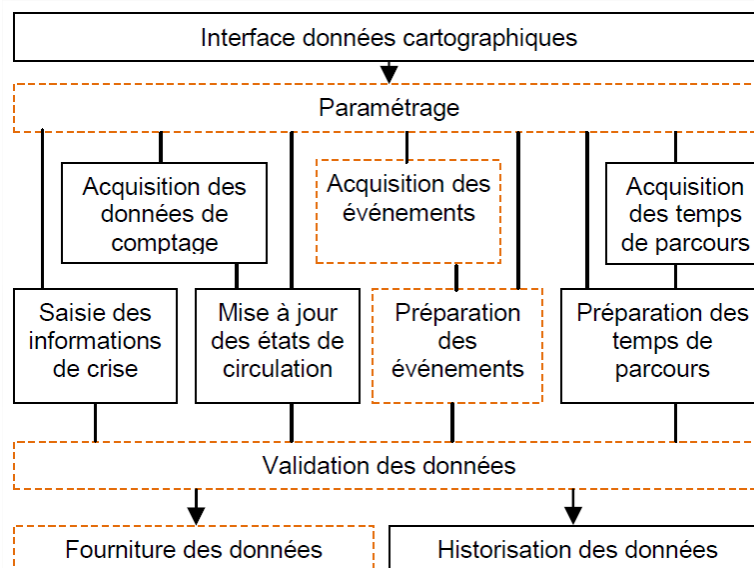 Interface données cartographiques
Paramétrage
Acquisition des
données de
comptage
Acquisition des
événements
Acquisition
des temps
de parcours
Saisie des
informations
de crise
Mise à jour
des états de
circulation
Préparation
des
événements
Préparation des
temps de
parcours
Validation des données
Fourniture des données
Historisation des données